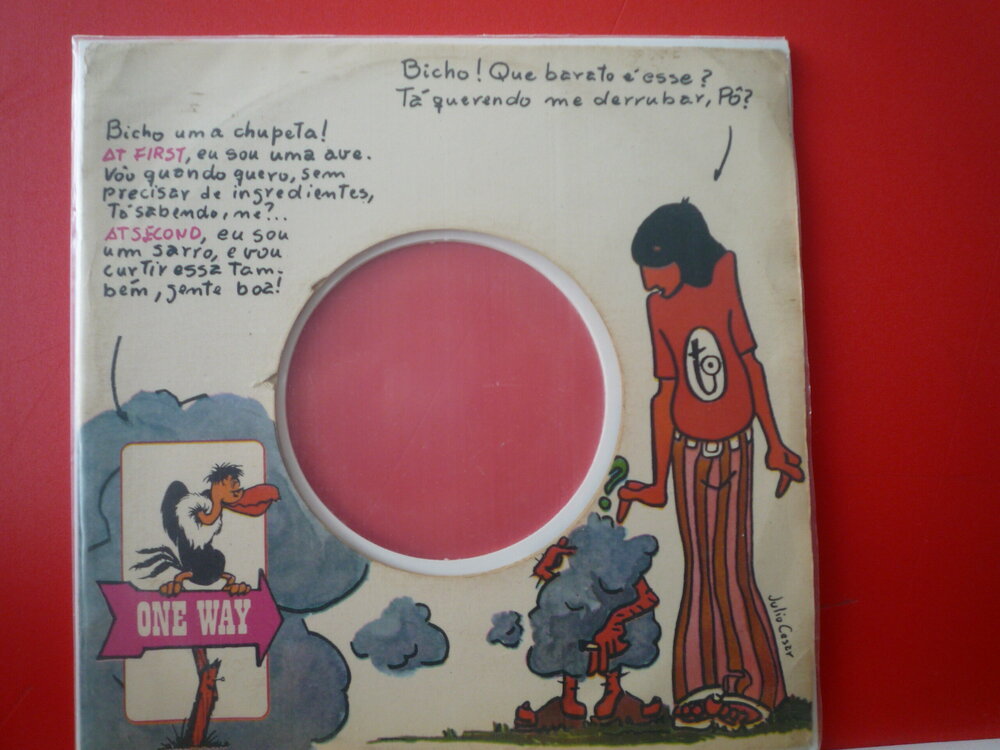 Bicho! Que barato é esse?
Tá querendo me derrubar, Pô?
Bicho uma chupeta!
AT FIRST, eu sou uma ave.
Vôo quando quero, sem
precisar de ingredientes,
Tô sabendo, né?...
AT SECOND, eu sou
um sarro, e vou
curtir essa tam-
bém, gente boa!
to
?
ONE WAY
Julio Cesar